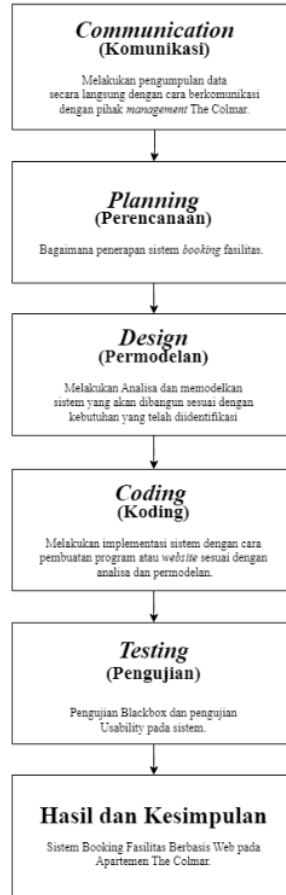 Communication
(Komunikasi)
Melakukan pengumpulan data
secara langsung dengan cara berkomunikasi
dengan pihak management The Colmar.
Planning
(Perencanaan)
Bagaimana penerapan sistem booking fasilitas.
Design
(Permodelan)
Melakukan Analisa dan memodelkan
sistem yang akan dibangun sesuai dengan
kebutuhan yang telah diidentifikasi
Coding
(Koding)
Melakukan implementasi sistem dengan cara
pembuatan program atau website sesuai dengan
analisa dan permodelan.
Testing
(Pengujian)
Pengujian Blackbox dan pengujian
Usability pada sistem.
Hasil dan Kesimpulan
Sistem Booking Fasilitas Berbasis Web pada
Apartemen The Colmar.